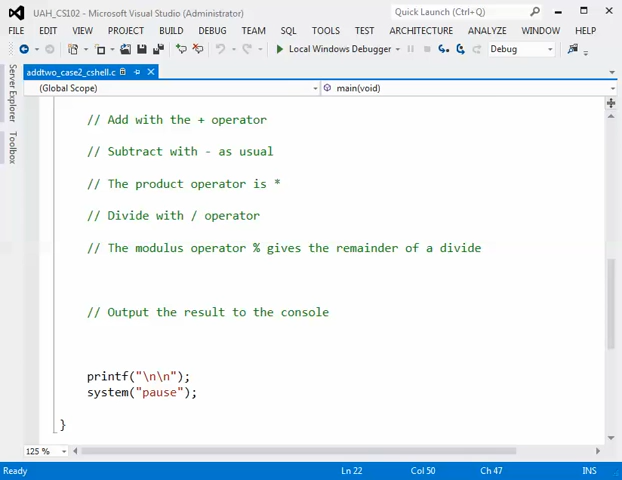 UAH_CS102 - Microsoft Visual Studio (Administrator)
Quick Launch (Ctrl+Q)
FILE EDIT VIEW PROJECT BUILD DEBUG TEAM SQL TOOLS TEST ARCHITECTURE ANALYZE WINDOW HELP
Local Windows Debugger Debug
Server Explorer
Toolbox
addtwo_case2_cshell.c
(Global Scope) main(void)
// Add with the + operator
// Subtract with - as usual
// The product operator is *
// Divide with / operator
// The modulus operator % gives the remainder of a divide
// Output the result to the console
printf("\n\n");
system("pause");
}
125 %
Ready Ln 22 Col 50 Ch 47 INS